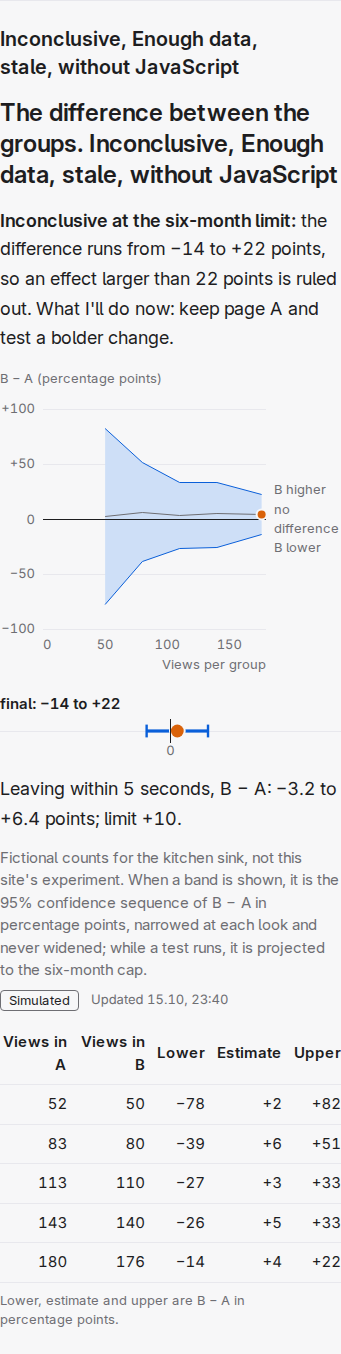 Inconclusive, Enough data,
stale, without JavaScript
The difference between the
groups. Inconclusive, Enough
data, stale, without JavaScript
Inconclusive at the six-month limit: the
difference runs from −14 to +22 points,
so an effect larger than 22 points is ruled
out. What I'll do now: keep page A and
test a bolder change.
B − A (percentage points)
+100
+50
0
−50
−100
B higher
no
difference
B lower
0 50 100 150
Views per group
final: −14 to +22
0
Leaving within 5 seconds, B − A: −3.2 to
+6.4 points; limit +10.
Fictional counts for the kitchen sink, not this
site's experiment. When a band is shown, it is the
95% confidence sequence of B − A in
percentage points, narrowed at each look and
never widened; while a test runs, it is projected
to the six-month cap.
Simulated Updated 15.10, 23:40
Views in A Views in B Lower Estimate Upper
52 50 −78 +2 +82
83 80 −39 +6 +51
113 110 −27 +3 +33
143 140 −26 +5 +33
180 176 −14 +4 +22
Lower, estimate and upper are B − A in
percentage points.